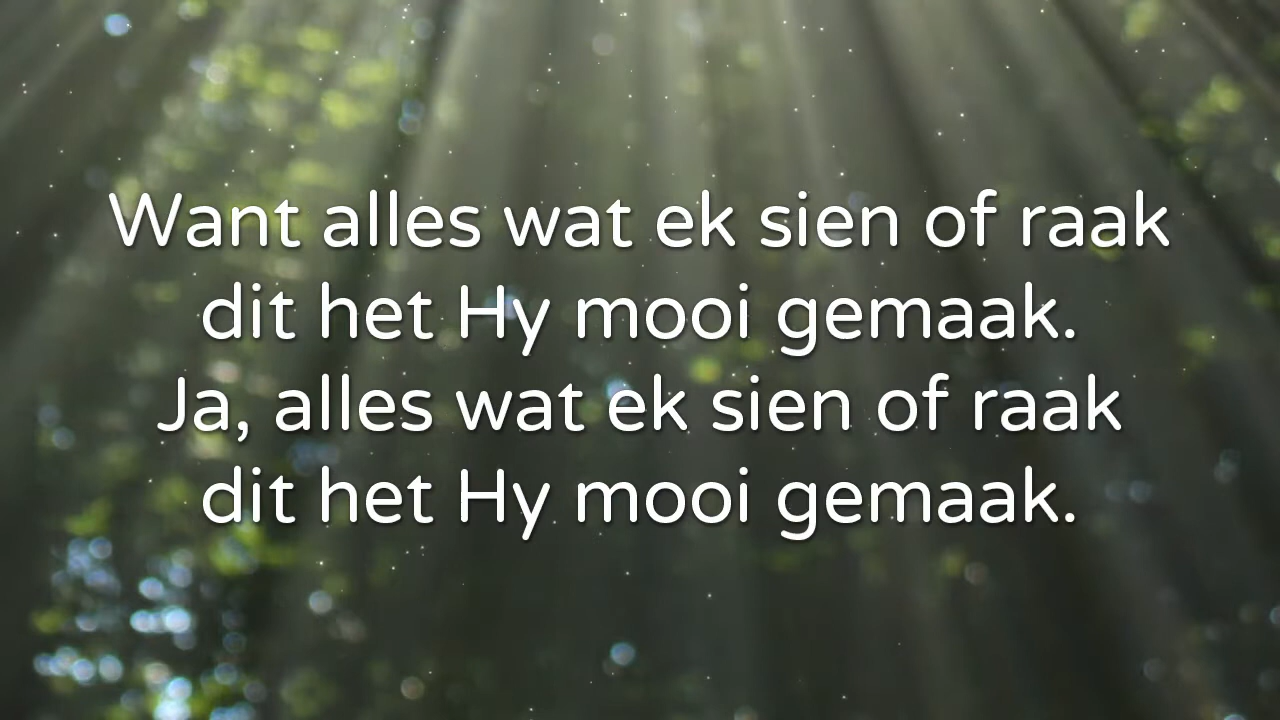 Want alles wat ek sien of raak
dit het Hy mooi gemaak.
Ja, alles wat ek sien of raak
dit het Hy mooi gemaak.